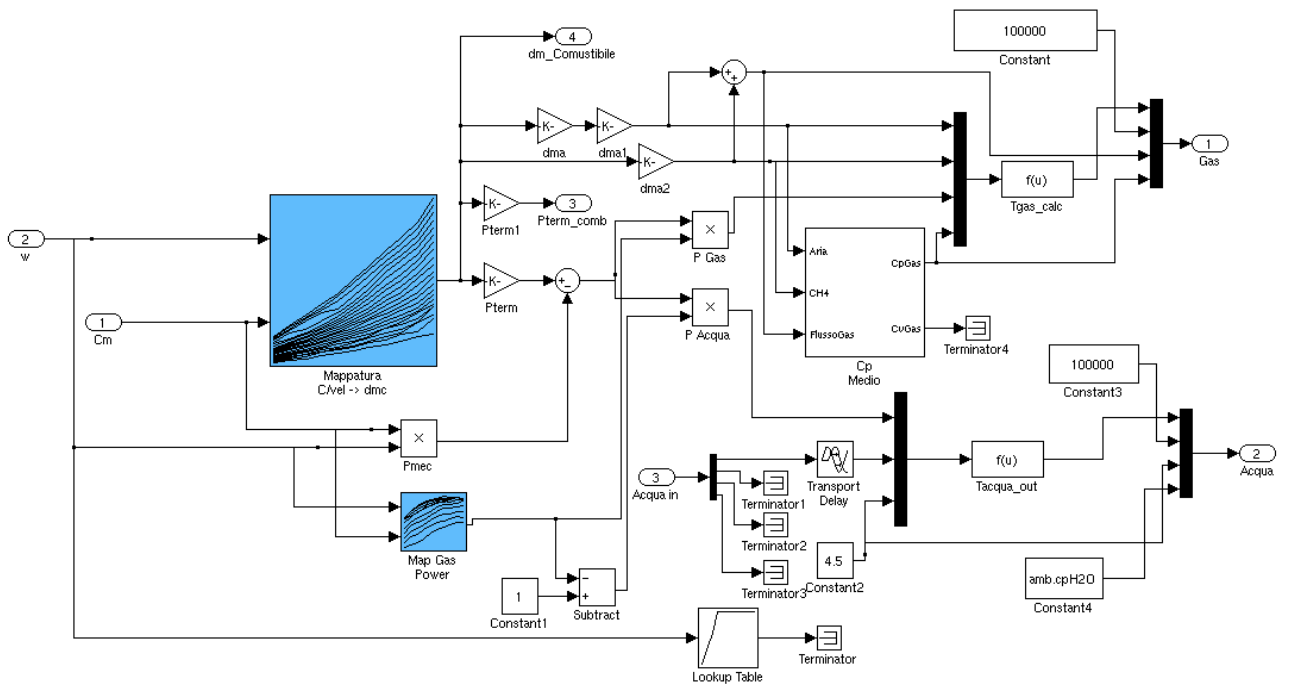 4
dm_Comustibile
100000
Constant
+
+
K-
dma
K-
dma1
K-
dma2
1
Gas
f(u)
Tgas_calc
K-
Pterm1
3
Pterm_comb
×
P Gas
2
w
Aria
CpGas
CH4
CvGas
FlussoGas
Cp
Medio
K-
Pterm
+
−
×
P Acqua
1
Cm
Terminator4
Mappatura
C/vel -> dmc
100000
Constant3
×
Pmec
3
Acqua in
Transport
Delay
f(u)
Tacqua_out
2
Acqua
Terminator1
Terminator2
Terminator3
4.5
Constant2
amb.cpH2O
Constant4
Map Gas
Power
1
Constant1
−
+
Subtract
Lookup Table
Terminator